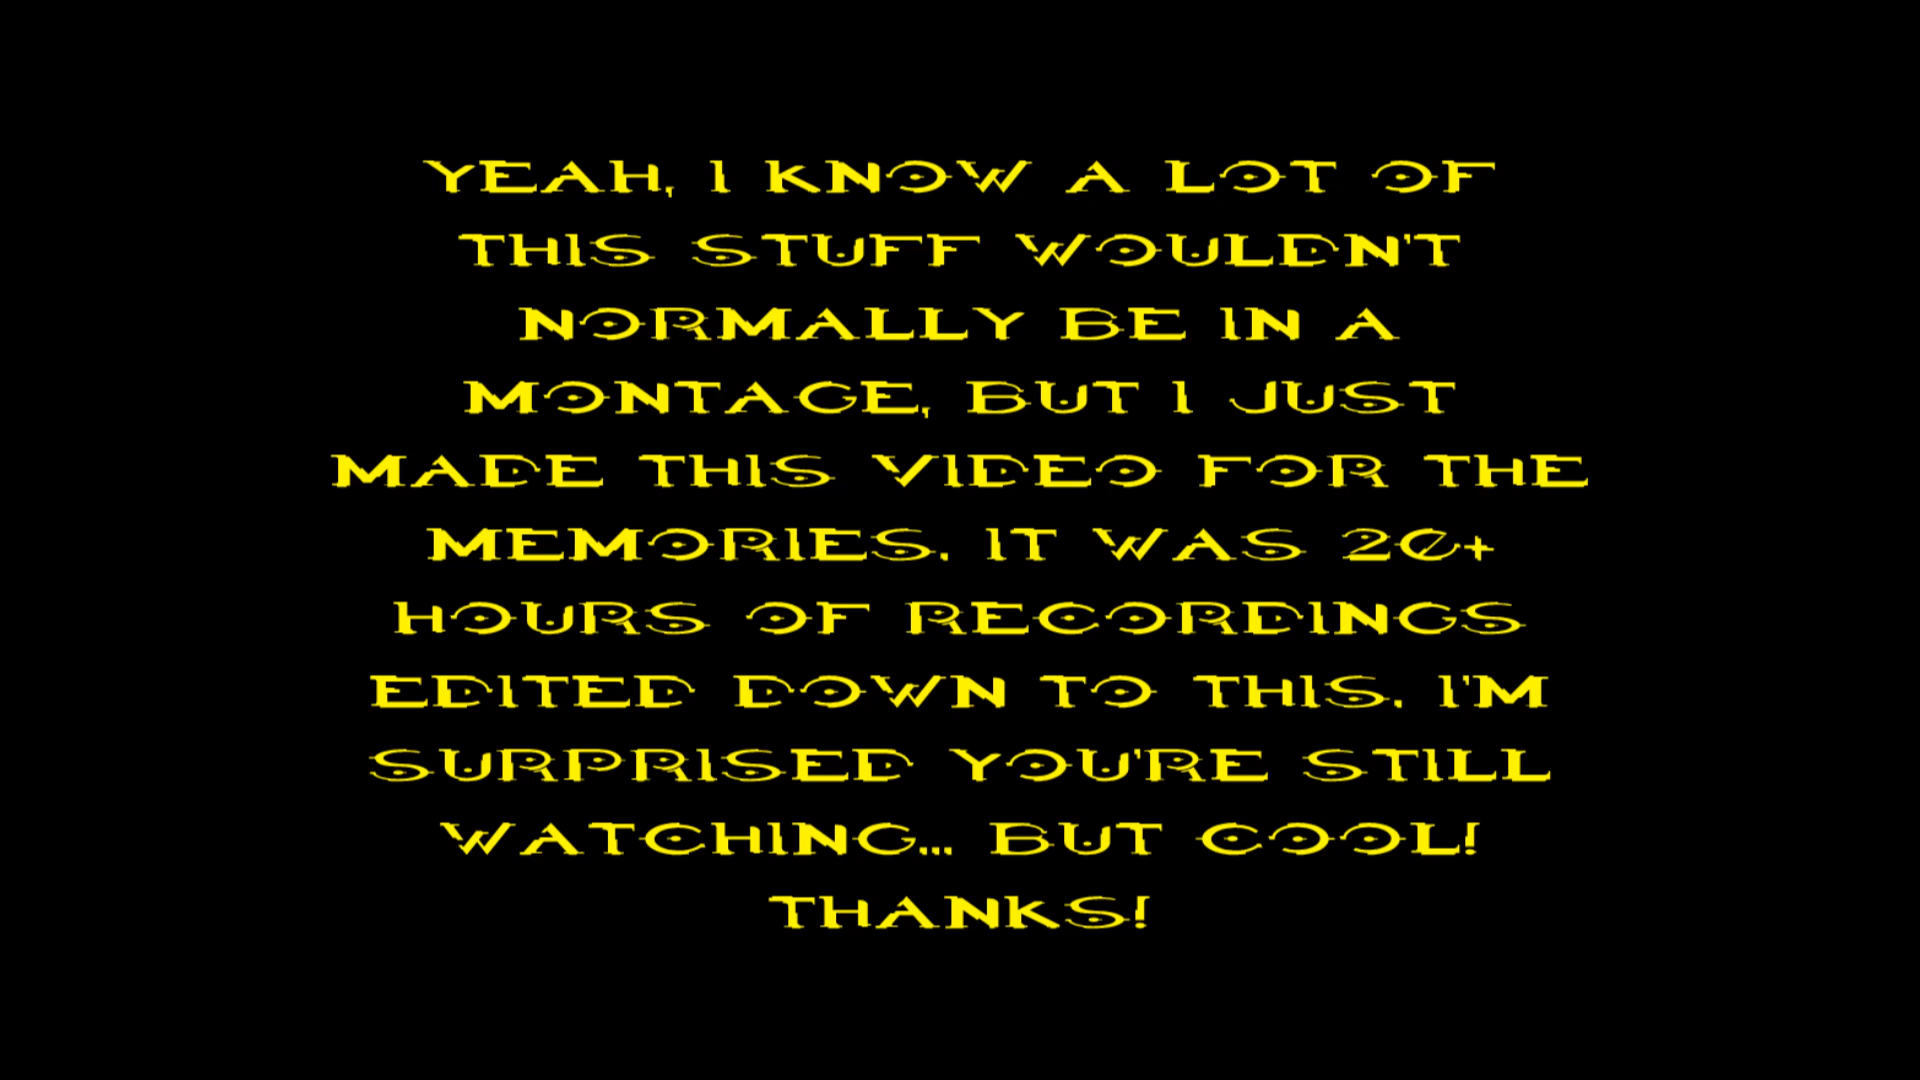 YEAH, I KNOW A LOT OF
THIS STUFF WOULDN'T
NORMALLY BE IN A
MONTAGE, BUT I JUST
MADE THIS VIDEO FOR THE
MEMORIES. IT WAS 20+
HOURS OF RECORDINGS
EDITED DOWN TO THIS. I'M
SURPRISED YOU'RE STILL
WATCHING... BUT COOL!
THANKS!